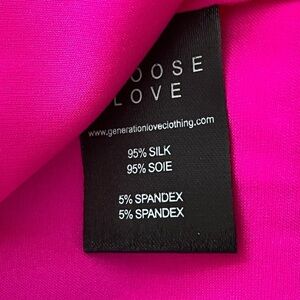 OOSE
LOVE
www.generationloveclothing.com
95% SILK
95% SOIE
5% SPANDEX
5% SPANDEX